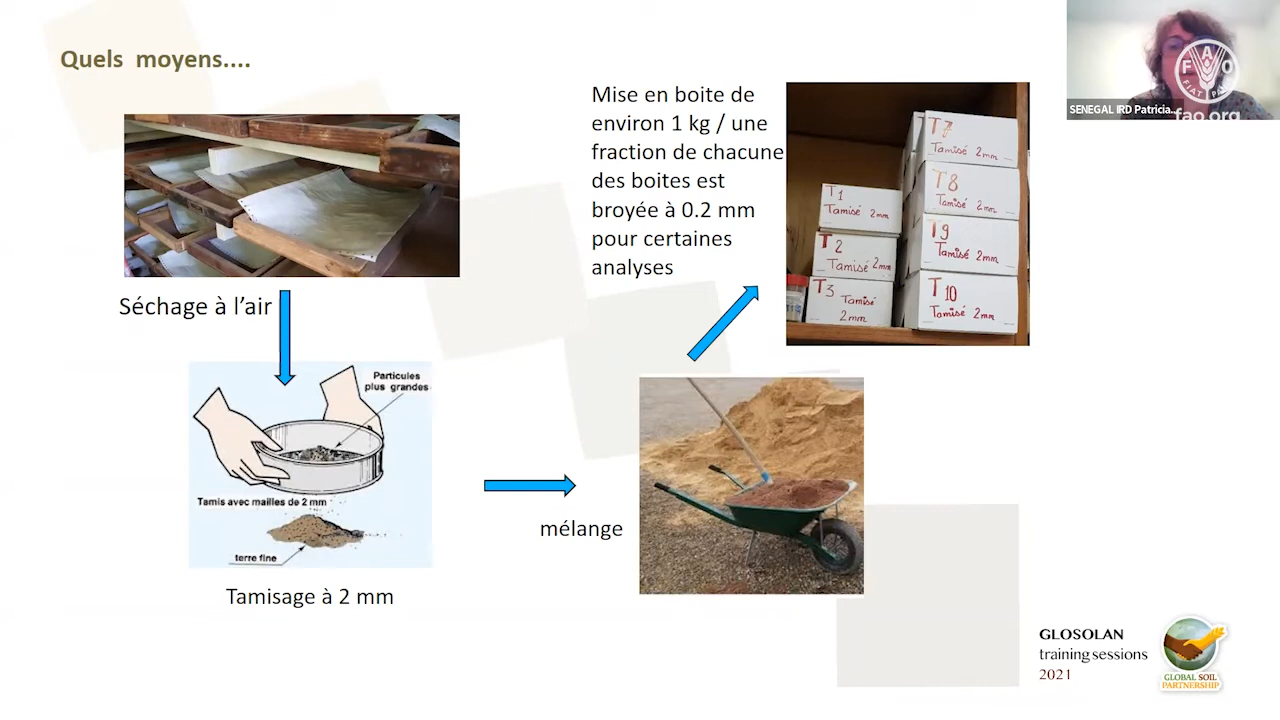 Quels moyens....
Séchage à l’air
Particules
plus grandes
Tamis avec mailles de 2 mm
terre fine
Tamisage à 2 mm
mélange
Mise en boite de
environ 1 kg / une
fraction de chacune
des boites est
broyée à 0.2 mm
pour certaines
analyses
T1
Tamisé 2mm
T2
Tamisé 2mm
T3 Tamisé
2mm
T7
Tamisé 2mm
T8
Tamisé 2mm
T9
Tamisé 2mm
T10
Tamisé 2mm
FAO
FIAT PA
SENEGAL IRD Patricia...
fao.org
GLOSOLAN
training sessions
2021
GLOBAL SOIL
PARTNERSHIP